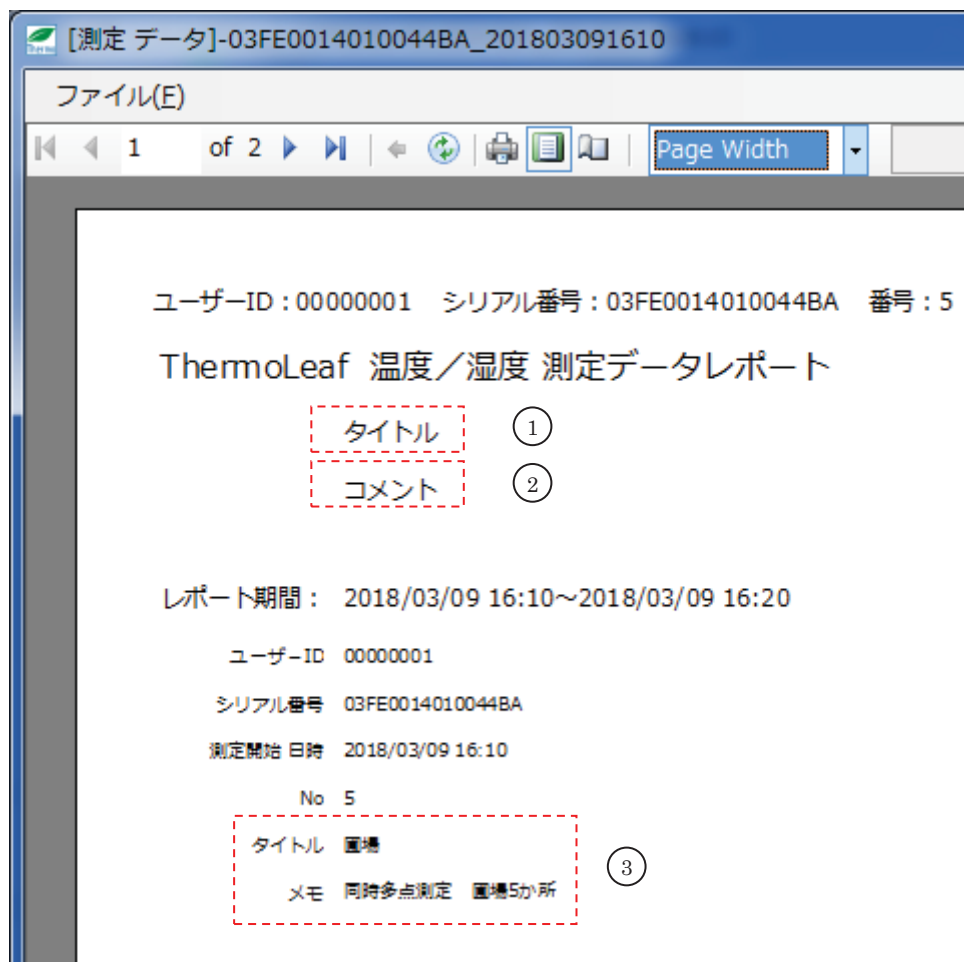 [測定 データ]-03FE0014010044BA_201803091610
ファイル(F)
1 of 2 Page Width
ユーザーID：00000001 シリアル番号：03FE0014010044BA 番号：5
ThermoLeaf 温度／湿度 測定データレポート
タイトル ①
コメント ②
レポート期間： 2018/03/09 16:10～2018/03/09 16:20
ユーザーID 00000001
シリアル番号 03FE0014010044BA
測定開始 日時 2018/03/09 16:10
No 5
タイトル 圃場
③
メモ 同時多点測定 圃場5か所